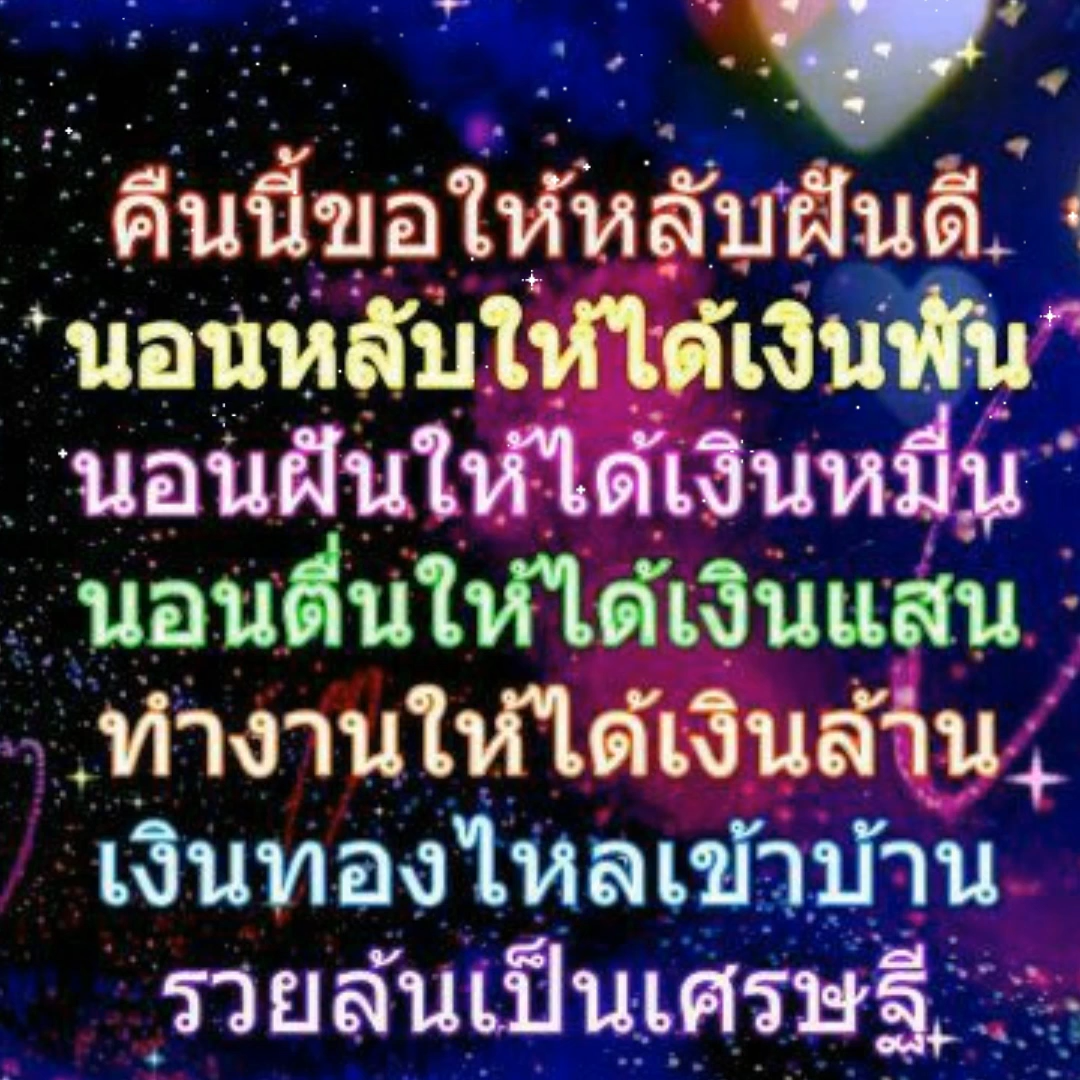 คืนนี้ขอให้หลับฝันดี
นอนหลับให้ได้เงินพัน
นอนฝันให้ได้เงินหมื่น
นอนตื่นให้ได้เงินแสน
ทำงานให้ได้เงินล้าน
เงินทองไหลเข้าบ้าน
รวยล้นเป็นเศรษฐี